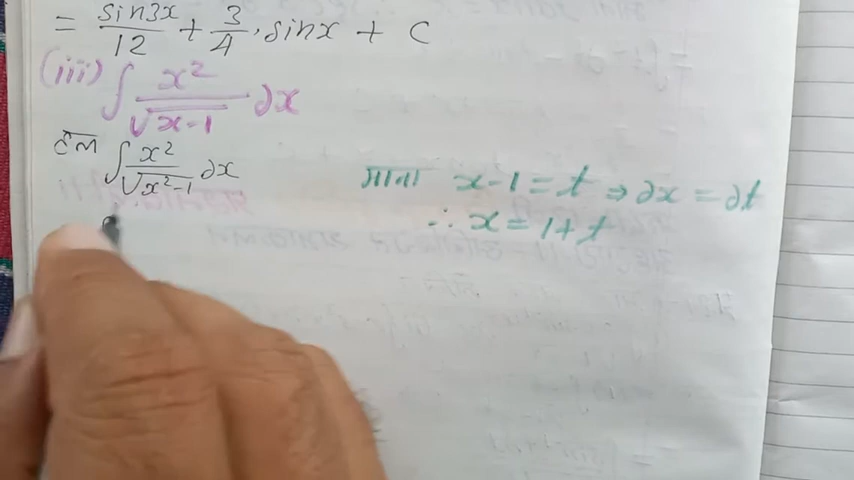 = sin3x/12 + 3/4 . sinx + C
(iii) ∫ x²/√x-1 ∂x
हल ∫ x²/√x²-1 ∂x
माना x-1 = t ⇒ ∂x = ∂t
∴ x = 1+t